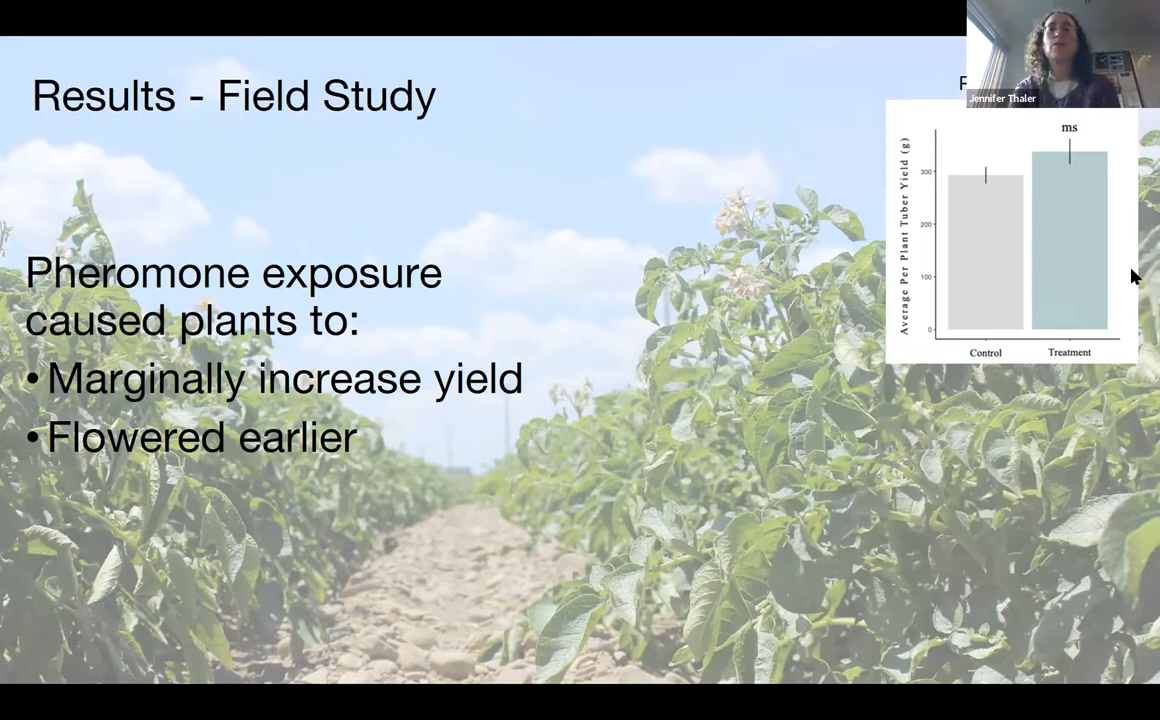 Results - Field Study
Jennifer Thaler
Pheromone exposure
caused plants to:
• Marginally increase yield
• Flowered earlier
ms
Average Per Plant Tuber Yield (g)
300
200
100
0
Control
Treatment